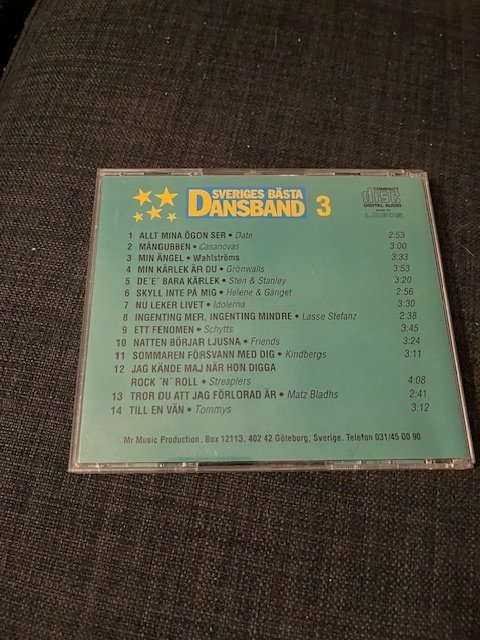 SVERIGES BÄSTA
DANSBAND 3
COMPACT
disc
DIGITAL AUDIO
MADE BY
LOGOS
1 ALLT MINA ÖGON SER • Date 2:53
2 MÅNGUBBEN • Casanovas 3:00
3 MIN ÄNGEL • Wahlströms 3:33
4 MIN KÄRLEK ÄR DU • Grönwalls 3:53
5 DE´E´ BARA KÄRLEK • Sten & Stanley 3:20
6 SKYLL INTE PÅ MIG • Helene & Gänget 2:56
7 NU LEKER LIVET • Idolerna 3.30
8 INGENTING MER, INGENTING MINDRE • Lasse Stefanz 2:38
9 ETT FENOMEN • Schytts 3:45
10 NATTEN BÖRJAR LJUSNA • Friends 3:24
11 SOMMAREN FÖRSVANN MED DIG • Kindbergs 3:11
12 JAG KÄNDE MAJ NÄR HON DIGGA
ROCK ´N´ ROLL • Streaplers 4:08
13 TROR DU ATT JAG FÖRLORAD ÄR • Matz Bladhs 2:41
14 TILL EN VÄN • Tommys 3:12
Mr Music Production, Box 12113, 402 42 Göteborg, Sverige. Telefon 031/45 00 90